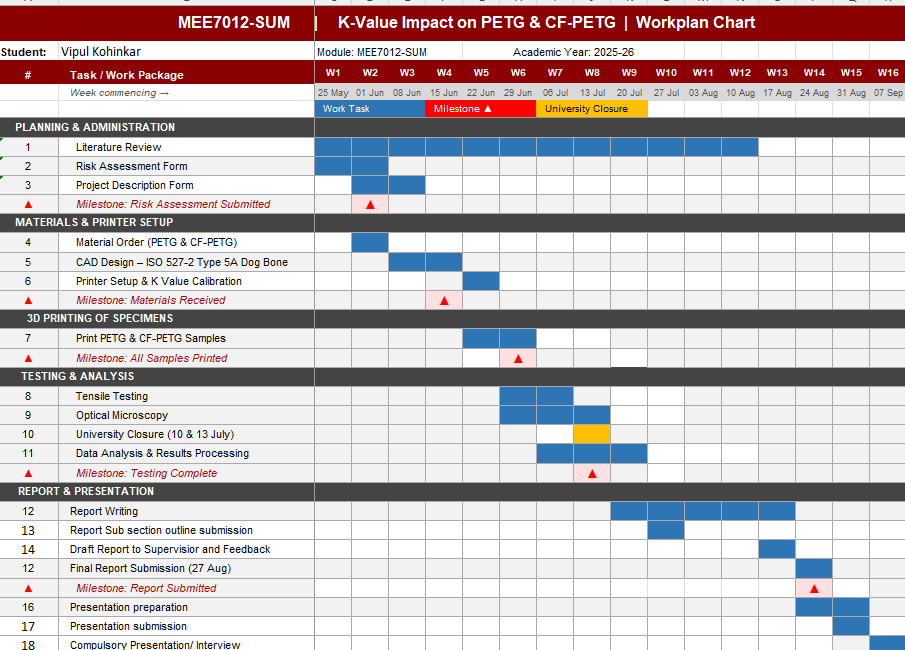 MEE7012-SUM | K-Value Impact on PETG & CF-PETG | Workplan Chart
Student: Vipul Kohinkar Module: MEE7012-SUM Academic Year: 2025-26
# Task / Work Package W1 W2 W3 W4 W5 W6 W7 W8 W9 W10 W11 W12 W13 W14 W15 W16
Week commencing → 25 May 01 Jun 08 Jun 15 Jun 22 Jun 29 Jun 06 Jul 13 Jul 20 Jul 27 Jul 03 Aug 10 Aug 17 Aug 24 Aug 31 Aug 07 Sep
Work Task Milestone ▲ University Closure
PLANNING & ADMINISTRATION
1 Literature Review
2 Risk Assessment Form
3 Project Description Form
▲ Milestone: Risk Assessment Submitted ▲
MATERIALS & PRINTER SETUP
4 Material Order (PETG & CF-PETG)
5 CAD Design – ISO 527-2 Type 5A Dog Bone
6 Printer Setup & K Value Calibration
▲ Milestone: Materials Received ▲
3D PRINTING OF SPECIMENS
7 Print PETG & CF-PETG Samples
▲ Milestone: All Samples Printed ▲
TESTING & ANALYSIS
8 Tensile Testing
9 Optical Microscopy
10 University Closure (10 & 13 July)
11 Data Analysis & Results Processing
▲ Milestone: Testing Complete ▲
REPORT & PRESENTATION
12 Report Writing
13 Report Sub section outline submission
14 Draft Report to Supervisior and Feedback
12 Final Report Submission (27 Aug)
▲ Milestone: Report Submitted ▲
16 Presentation preparation
17 Presentation submission
18 Compulsory Presentation/ Interview